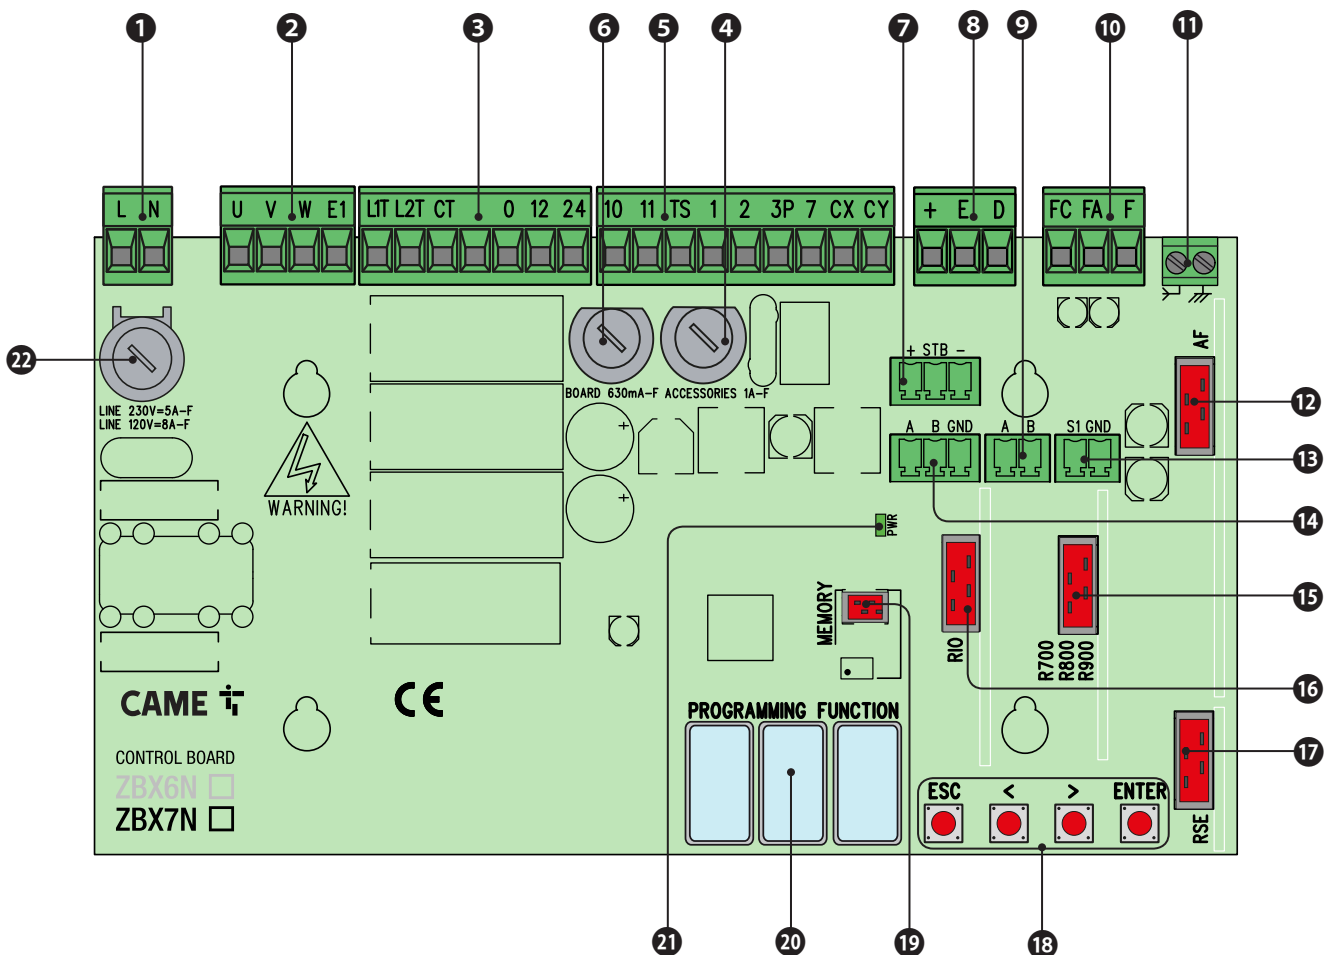 1 2 3 6 5 4 7 8 9 10 11
L N
U V W E1
L1T L2T CT 0 12 24
10 11 TS 1 2 3P 7 CX CY
+ E D
FC FA F
22
LINE 230V=5A-F
LINE 120V=8A-F
BOARD 630mA-F ACCESSORIES 1A-F
+ STB -
AF
12
A B GND
A B
S1 GND
13
+
+
WARNING!
14
PWR
MEMORY
RIO
R700
R800
R900
15
16
CAME
CE
PROGRAMMING FUNCTION
CONTROL BOARD
ZBX6N
ZBX7N
ESC < > ENTER
RSE
17
21 20 19 18